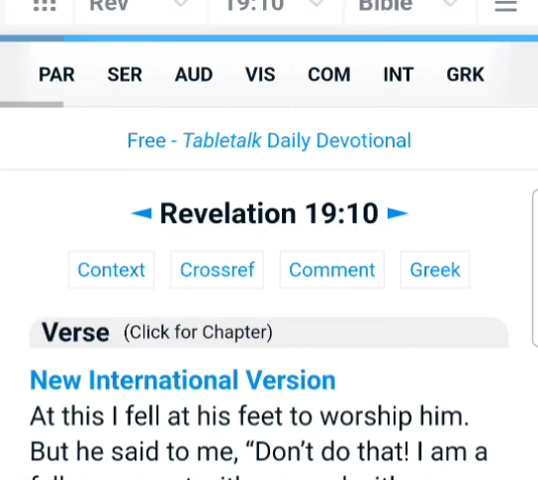 Rev 19:10 Bible
PAR SER AUD VIS COM INT GRK
Free - Tabletalk Daily Devotional
◄ Revelation 19:10 ►
Context Crossref Comment Greek
Verse (Click for Chapter)
New International Version
At this I fell at his feet to worship him.
But he said to me, “Don’t do that! I am a